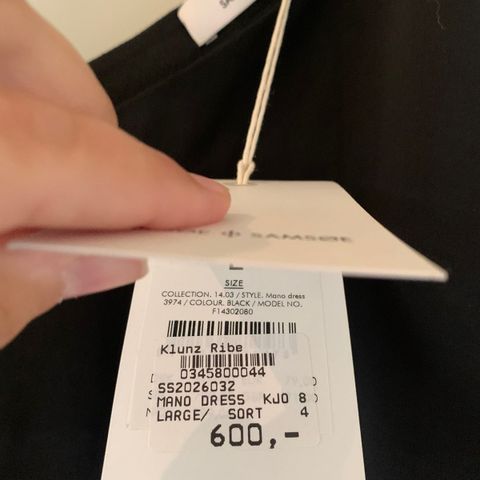 SAMSØE
SIZE
COLLECTION. 14.03 / STYLE. Mano dress
3974 / COLOUR. BLACK / MODEL NO.
F14302080
Klunz Ribe
0345800044
SS2026032
MANO DRESS KJO 8
LARGE/ SORT 4
600,-